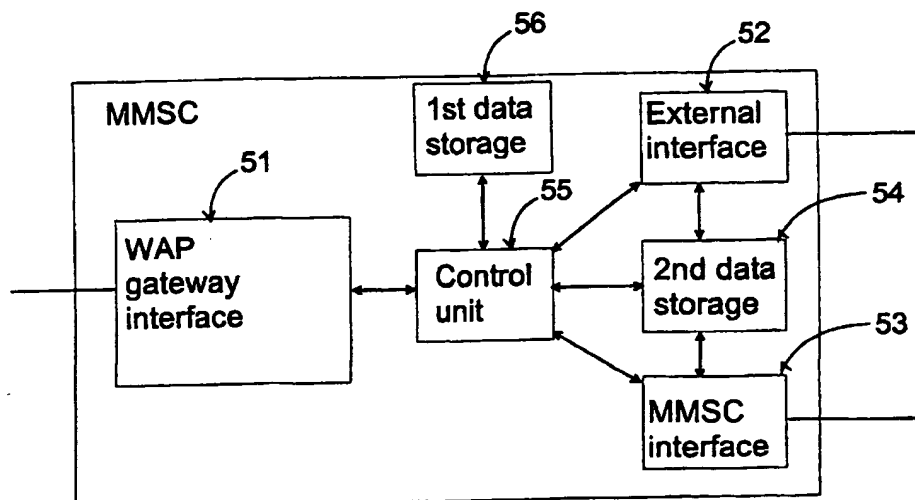 56
52
MMSC
1st data
storage
External
interface
51
55
54
WAP
gateway
interface
Control
unit
2nd data
storage
53
MMSC
interface